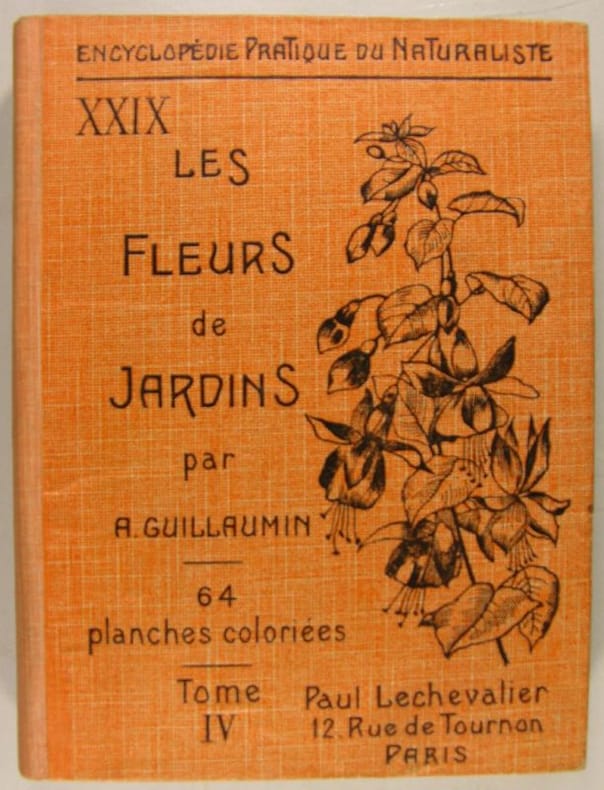 ENCYCLOPÉDIE PRATIQUE DU NATURALISTE
XXIX
LES
FLEURS
de
JARDINS
par
A. GUILLAUMIN
64
planches coloriées
Tome
IV
Paul Lechevalier
12. Rue de Tournon
PARIS